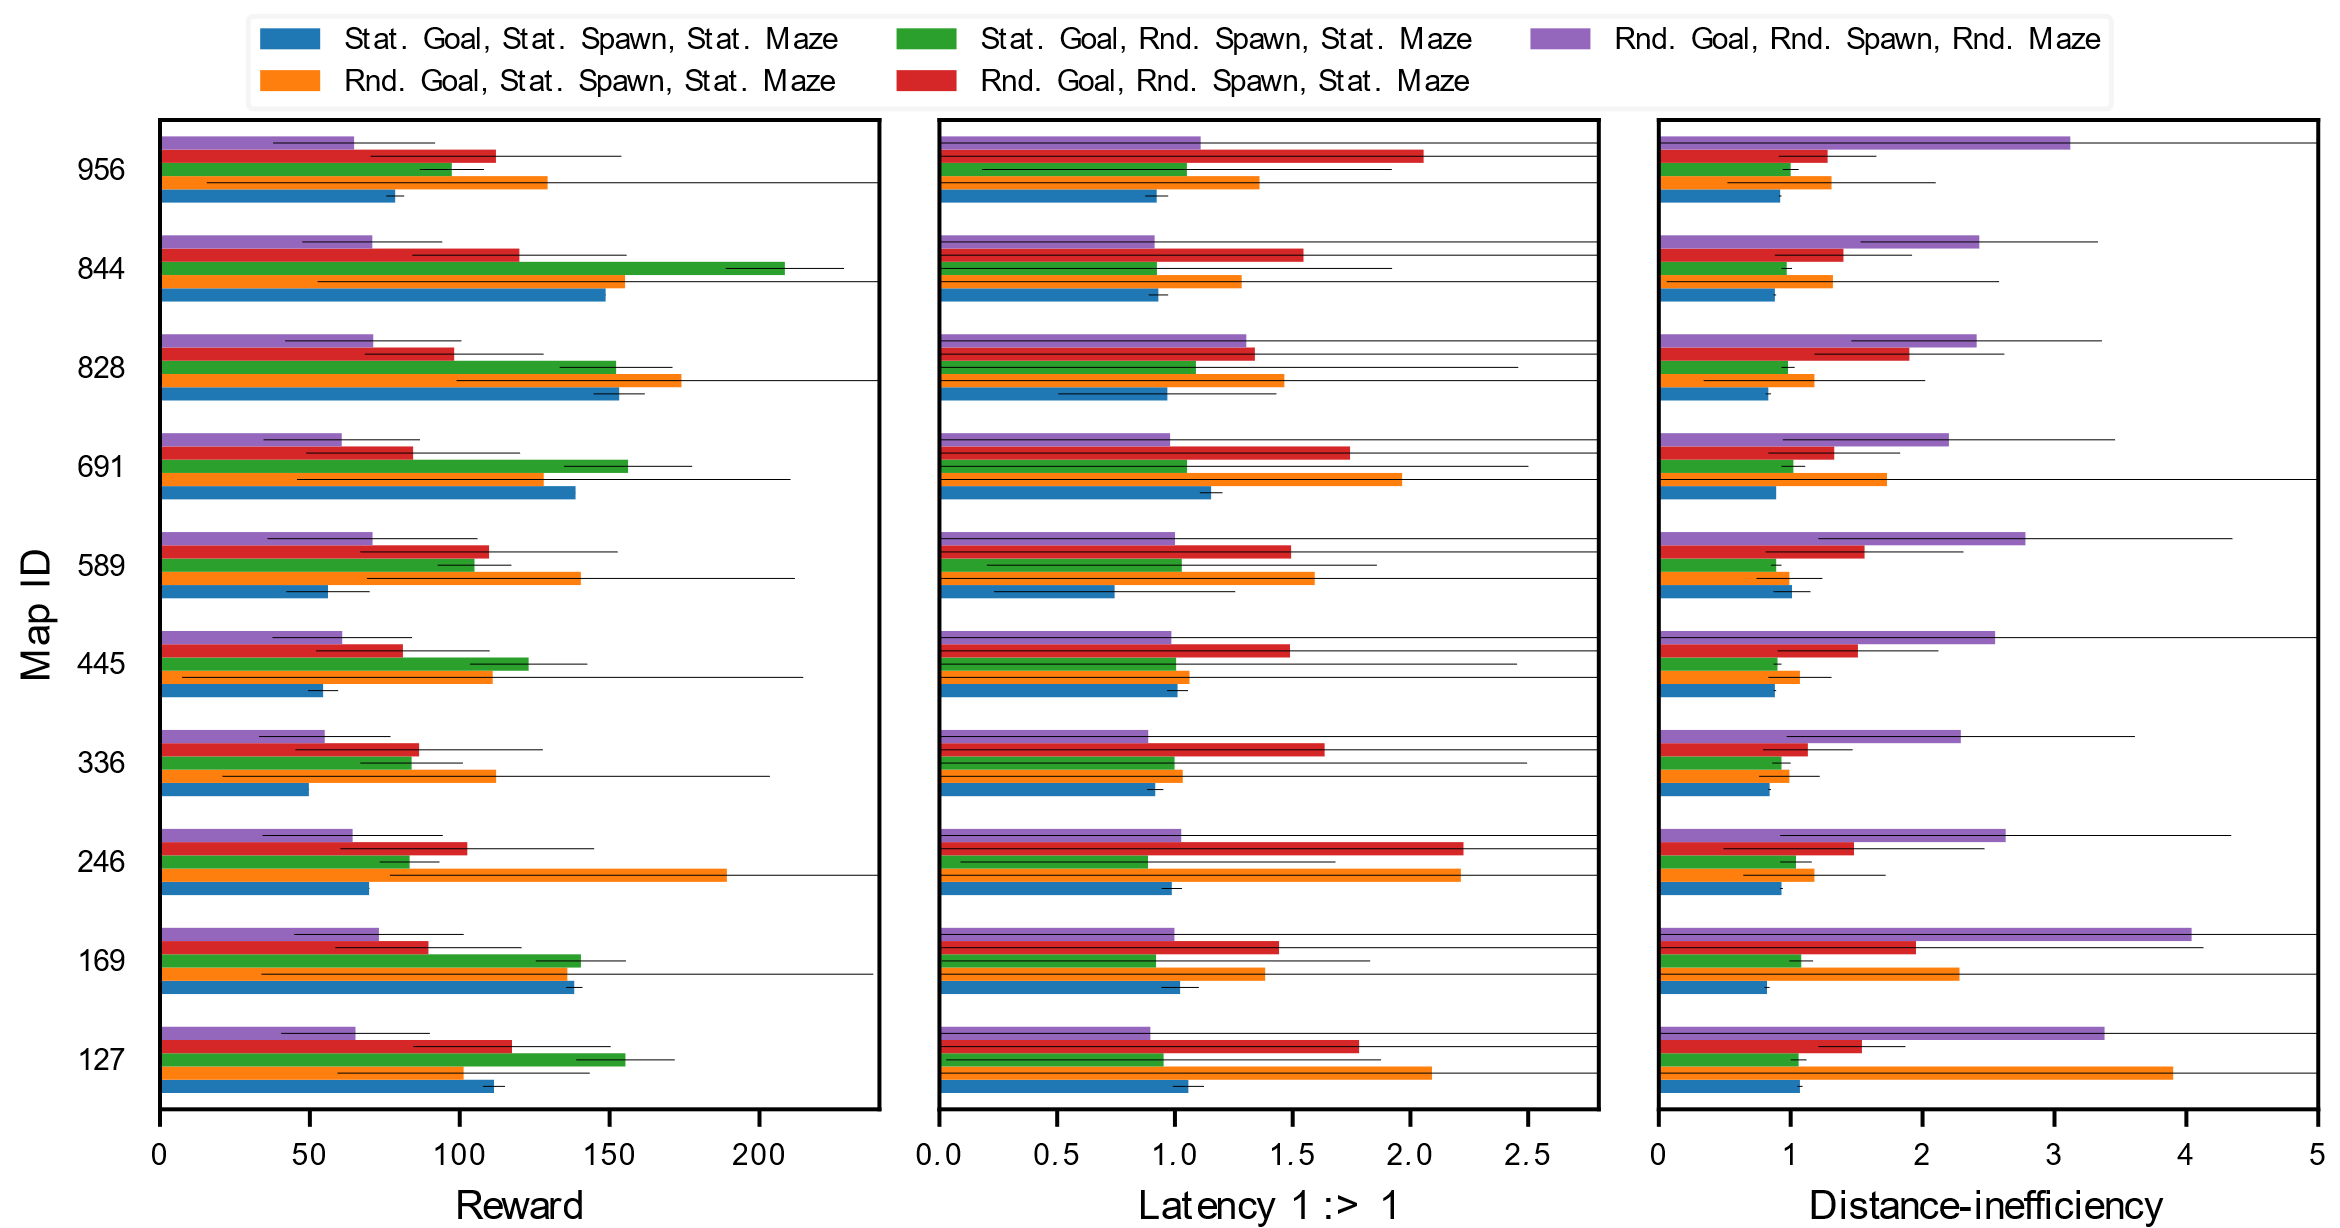 Stat. Goal, Stat. Spawn, Stat. Maze
Rnd. Goal, Stat. Spawn, Stat. Maze
Stat. Goal, Rnd. Spawn, Stat. Maze
Rnd. Goal, Rnd. Spawn, Stat. Maze
Rnd. Goal, Rnd. Spawn, Rnd. Maze
Map ID
956
844
828
691
589
445
336
246
169
127
0 50 100 150 200
Reward
0.0 0.5 1.0 1.5 2.0 2.5
Latency 1 :> 1
0 1 2 3 4 5
Distance-inefficiency